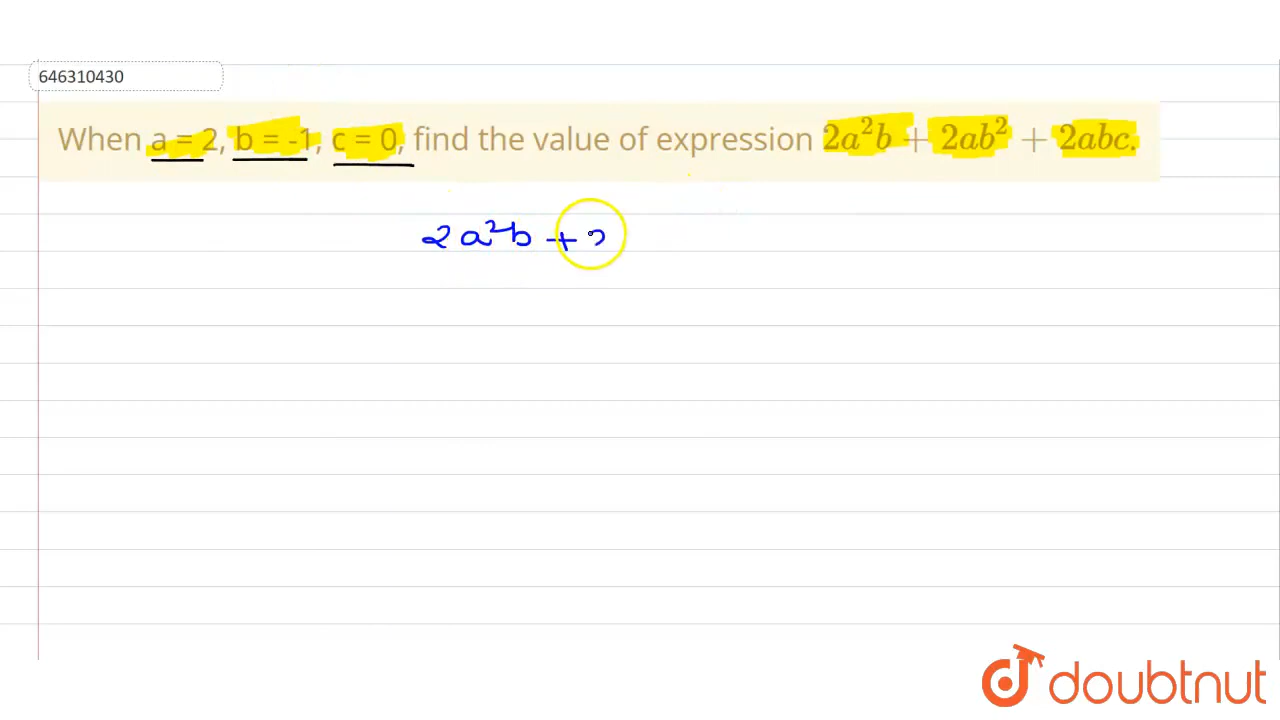 646310430
When a = 2, b = -1, c = 0, find the value of expression 2a²b + 2ab² + 2abc.
2a²b +
doubtnut